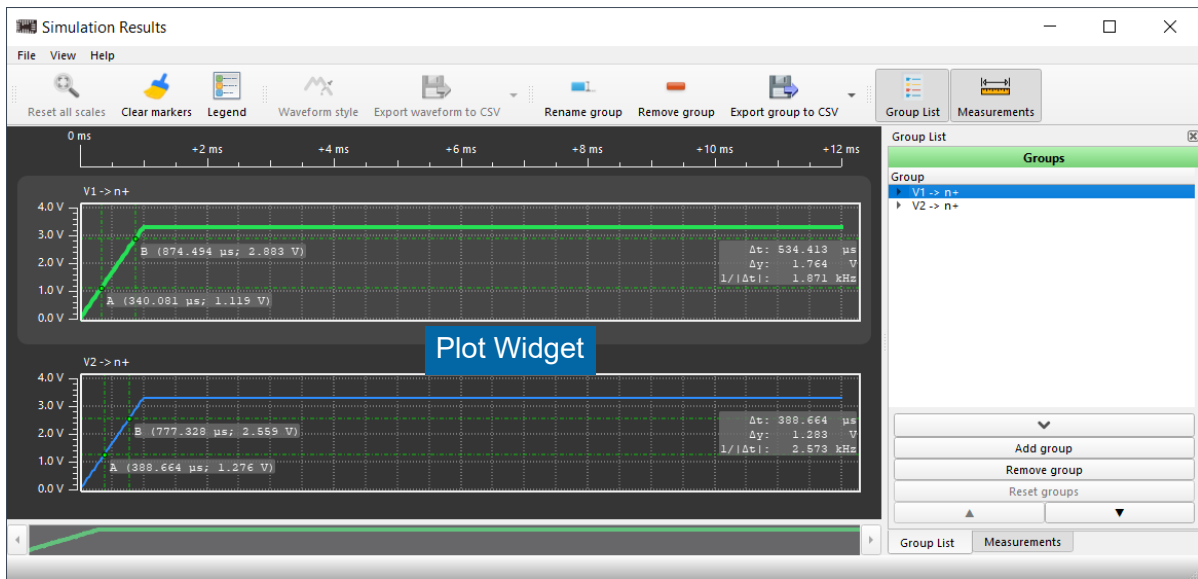 Simulation Results
File View Help
Reset all scales Clear markers Legend Waveform style Export waveform to CSV Rename group Remove group Export group to CSV Group List Measurements
0 ms +2 ms +4 ms +6 ms +8 ms +10 ms +12 ms
V1 -> n+
4.0 V
3.0 V
2.0 V
1.0 V
0.0 V
B (874.494 µs; 2.883 V)
A (340.081 µs; 1.119 V)
Δt: 534.413 µs
Δy: 1.764 V
1/|Δt|: 1.871 kHz
Plot Widget
V2 -> n+
4.0 V
3.0 V
2.0 V
1.0 V
0.0 V
B (777.328 µs; 2.559 V)
A (388.664 µs; 1.276 V)
Δt: 388.664 µs
Δy: 1.283 V
1/|Δt|: 2.573 kHz
Group List
Groups
Group
V1 -> n+
V2 -> n+
Add group
Remove group
Reset groups
Group List Measurements